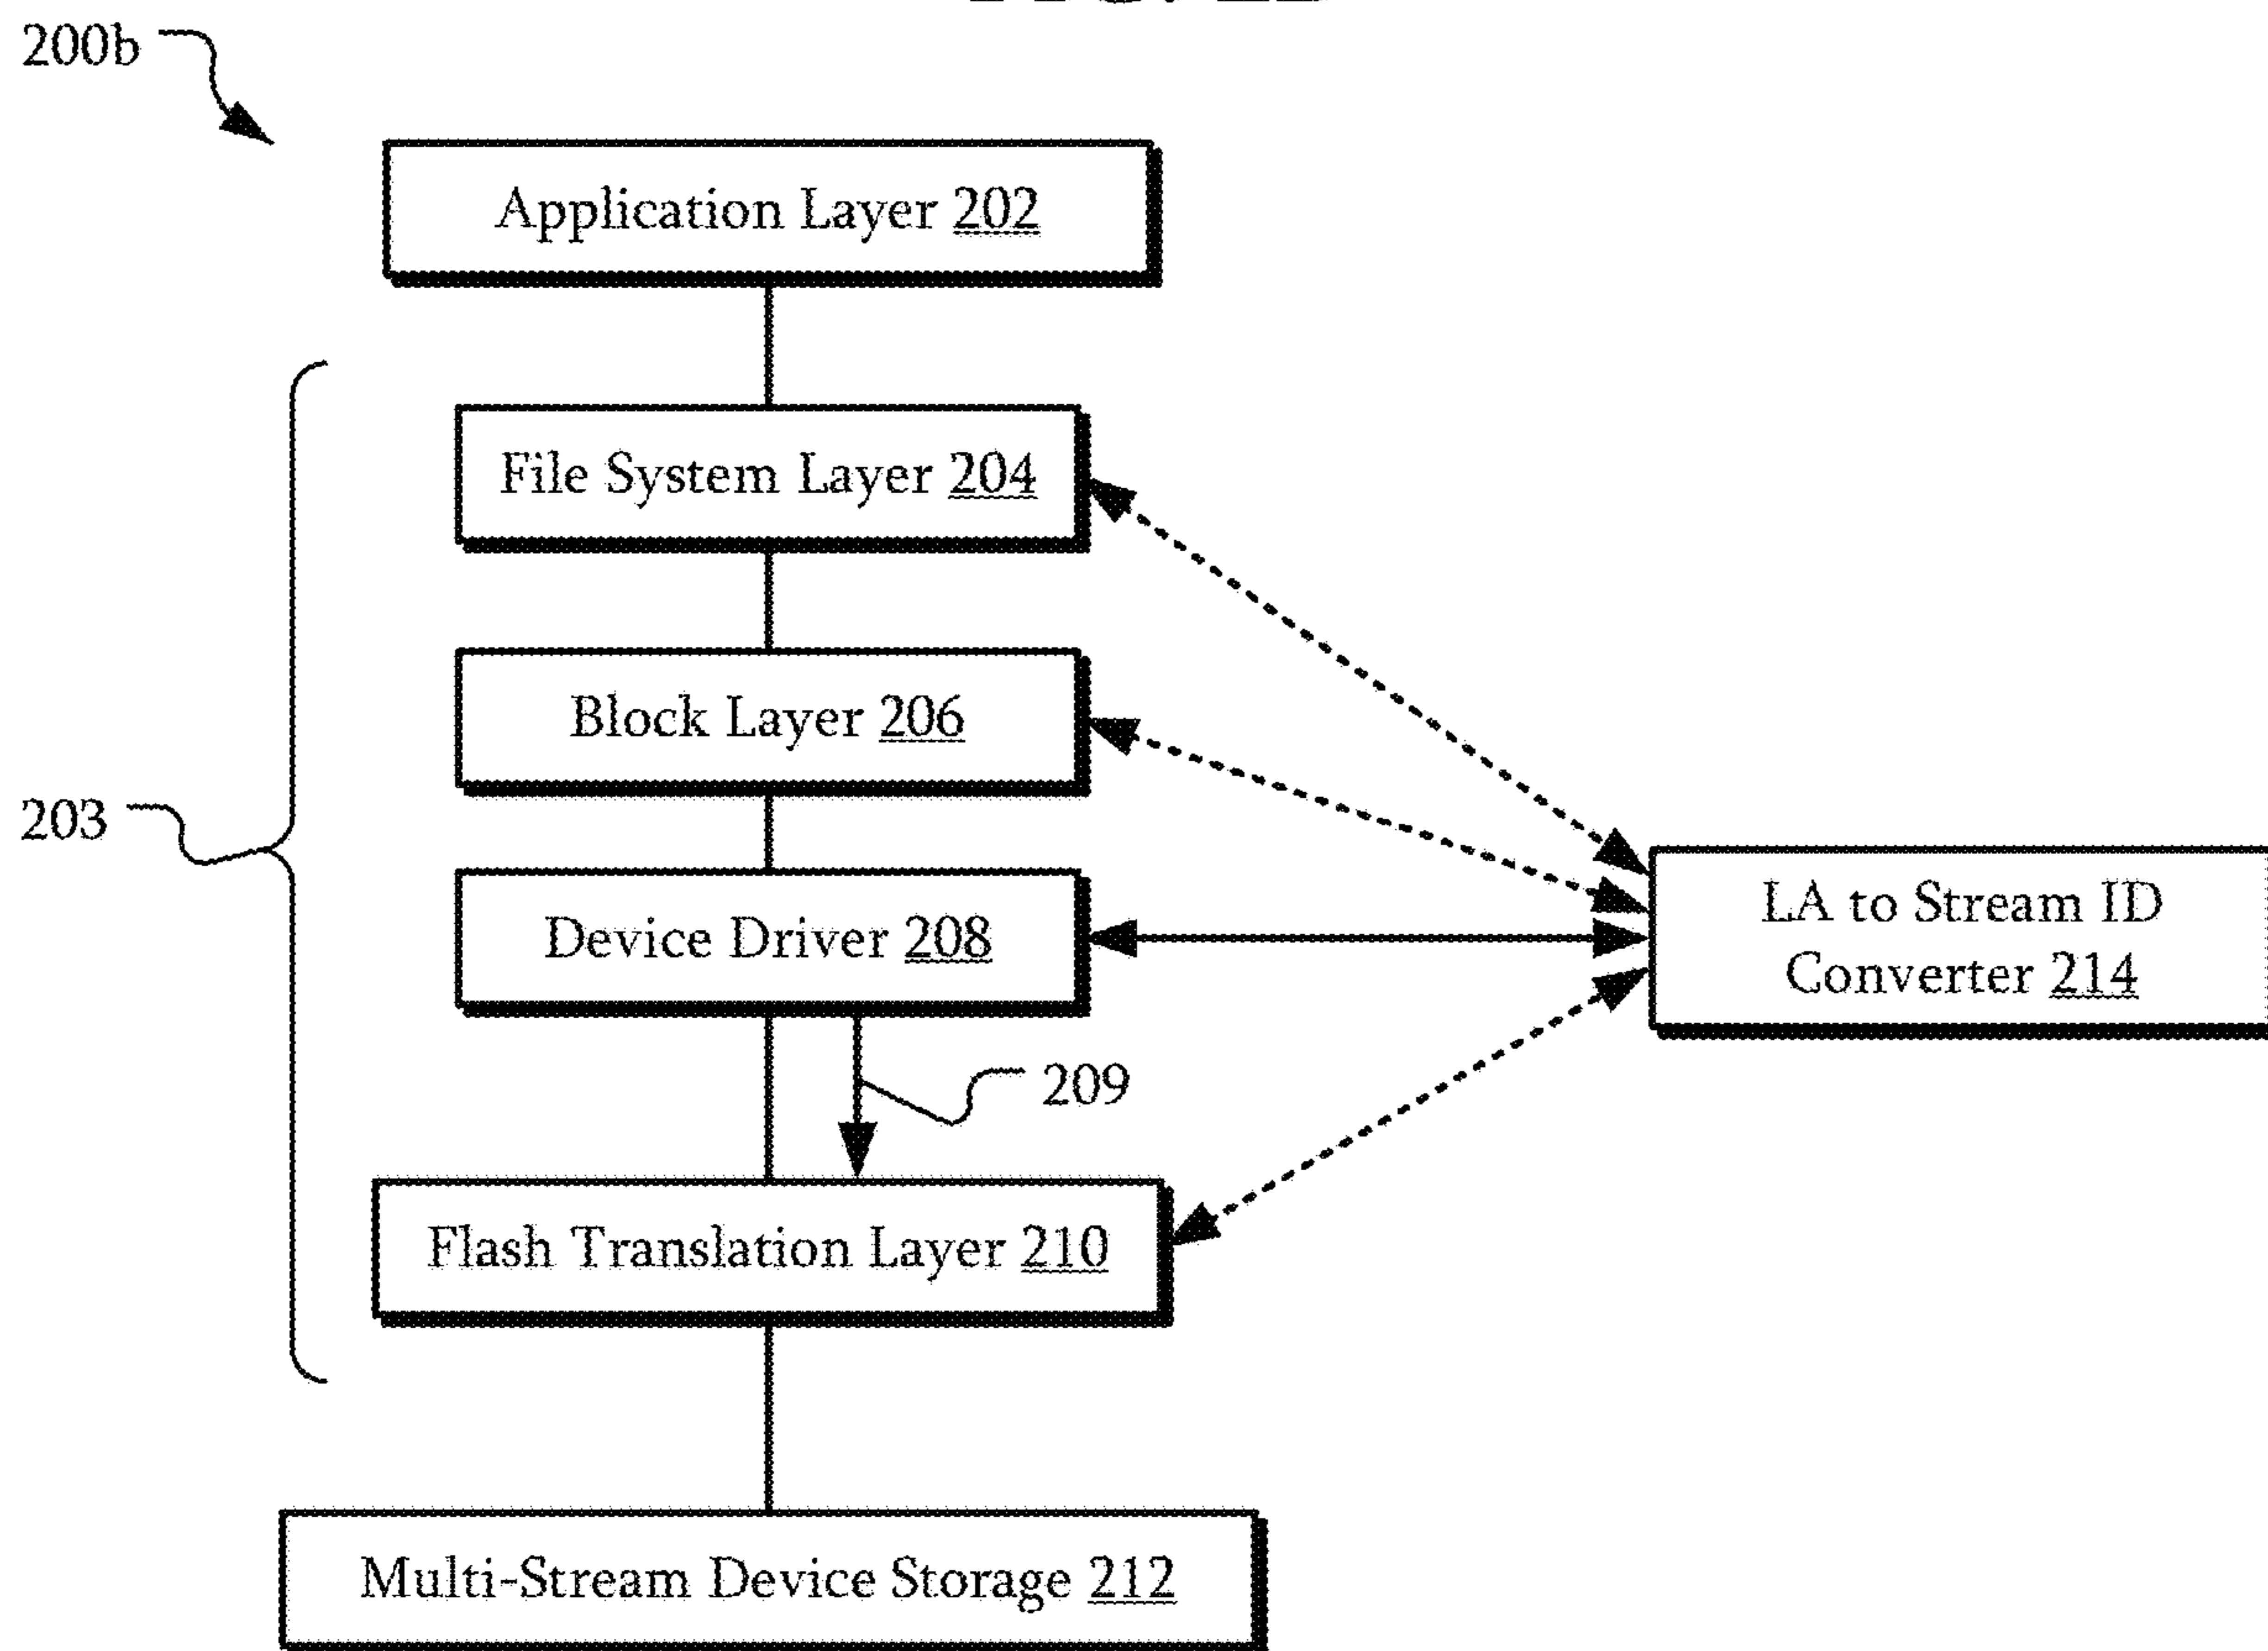 200b
Application Layer 202
File System Layer 204
Block Layer 206
203
Device Driver 208
LA to Stream ID
Converter 214
209
Flash Translation Layer 210
Multi-Stream Device Storage 212